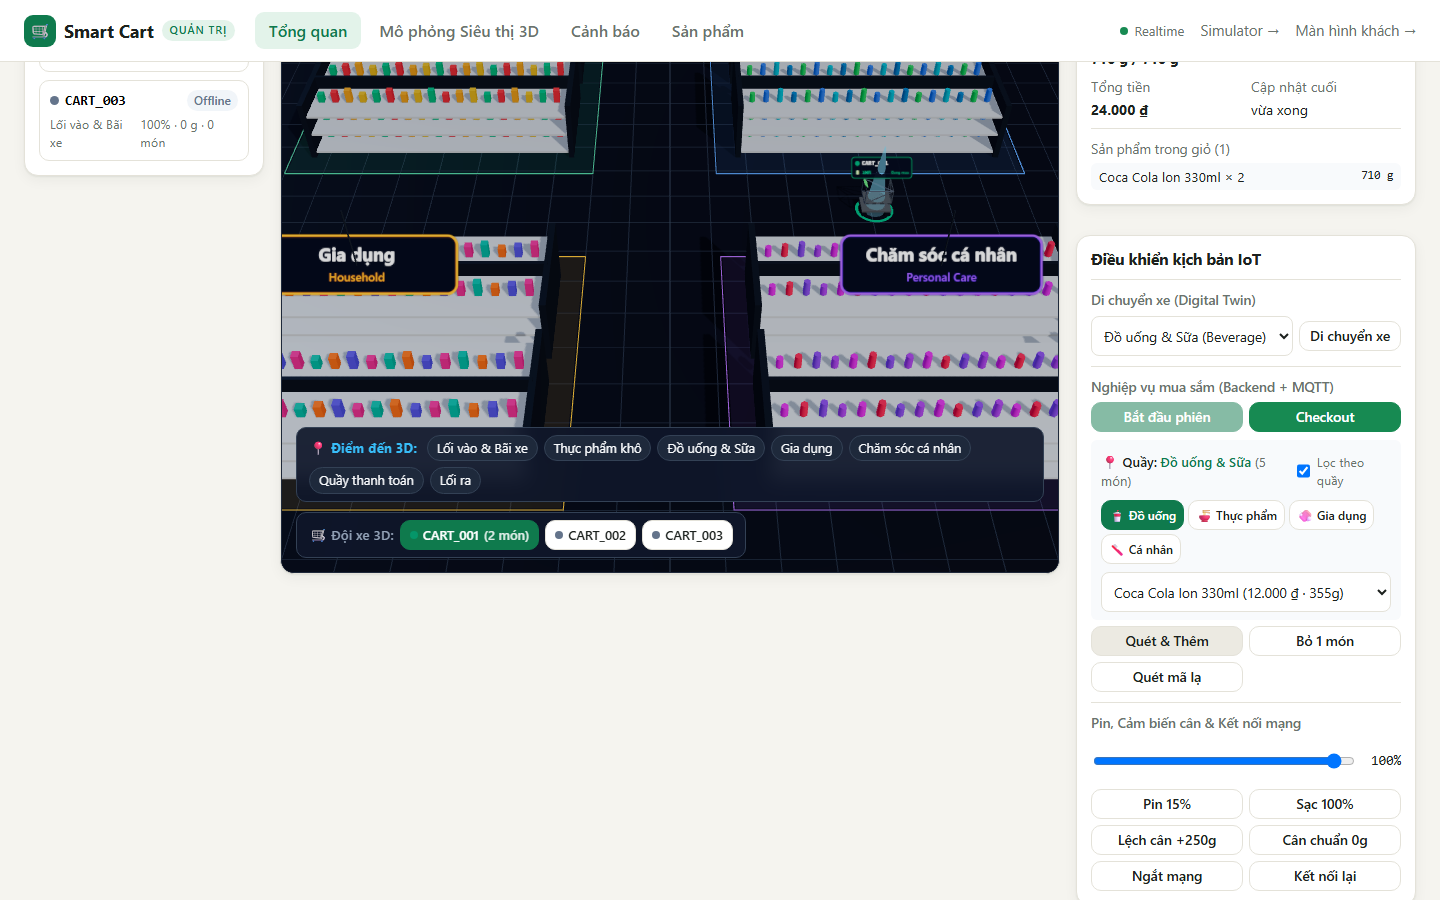 Smart Cart
QUẢN TRỊ
Tổng quan
Mô phỏng Siêu thị 3D
Cảnh báo
Sản phẩm
Realtime
Simulator →
Màn hình khách →
CART_003
Offline
Lối vào & Bãi xe
100% · 0 g · 0 món
Gia dụng
Household
Chăm sóc cá nhân
Personal Care
Điểm đến 3D:
Lối vào & Bãi xe
Thực phẩm khô
Đồ uống & Sữa
Gia dụng
Chăm sóc cá nhân
Quầy thanh toán
Lối ra
Đội xe 3D:
CART_001 (2 món)
CART_002
CART_003
Tổng tiền
Cập nhật cuối
24.000 ₫
vừa xong
Sản phẩm trong giỏ (1)
Coca Cola lon 330ml × 2
710 g
Điều khiển kịch bản IoT
Di chuyển xe (Digital Twin)
Đồ uống & Sữa (Beverage)
Di chuyển xe
Nghiệp vụ mua sắm (Backend + MQTT)
Bắt đầu phiên
Checkout
Quầy: Đồ uống & Sữa (5 món)
Lọc theo quầy
Đồ uống
Thực phẩm
Gia dụng
Cá nhân
Coca Cola lon 330ml (12.000 ₫ · 355g)
Quét & Thêm
Bỏ 1 món
Quét mã lạ
Pin, Cảm biến cân & Kết nối mạng
100%
Pin 15%
Sạc 100%
Lệch cân +250g
Cân chuẩn 0g
Ngắt mạng
Kết nối lại